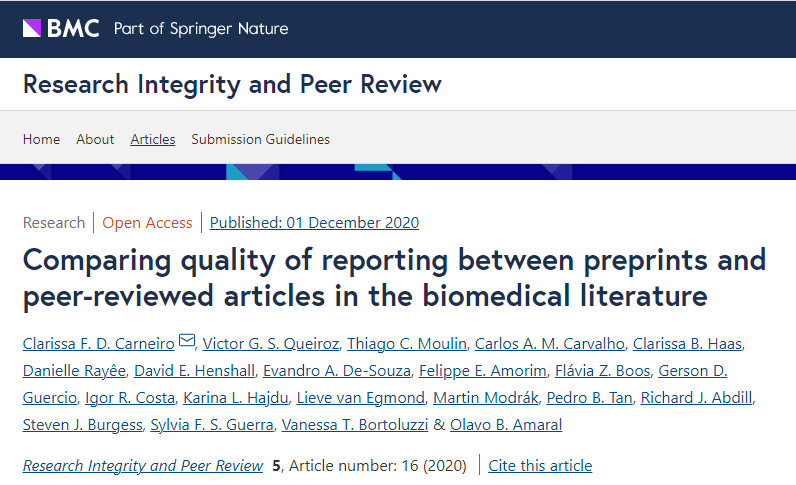 BMC Part of Springer Nature
Research Integrity and Peer Review
Home About Articles Submission Guidelines
Research | Open Access | Published: 01 December 2020
Comparing quality of reporting between preprints and
peer-reviewed articles in the biomedical literature
Clarissa F. D. Carneiro, Victor G. S. Queiroz, Thiago C. Moulin, Carlos A. M. Carvalho, Clarissa B. Haas,
Danielle Rayêe, David E. Henshall, Evandro A. De-Souza, Felippe E. Amorim, Flávia Z. Boos, Gerson D.
Guercio, Igor R. Costa, Karina L. Hajdu, Lieve van Egmond, Martin Modrák, Pedro B. Tan, Richard J. Abdill,
Steven J. Burgess, Sylvia F. S. Guerra, Vanessa T. Bortoluzzi & Olavo B. Amaral
Research Integrity and Peer Review 5, Article number: 16 (2020) | Cite this article